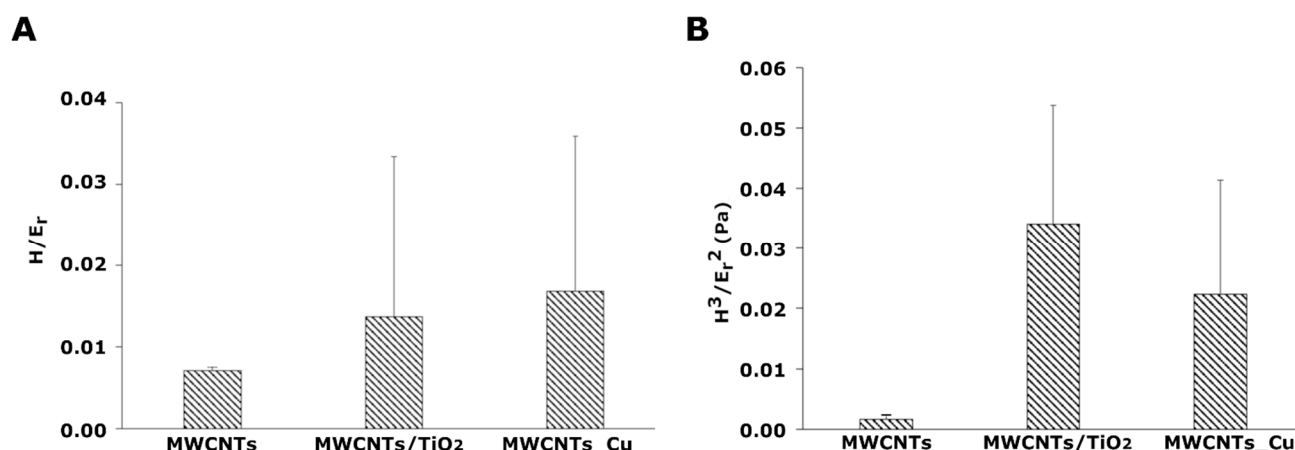 A
0.04
0.03
0.02
0.01
0.00
H/Er
MWCNTs MWCNTs/TiO2 MWCNTs_Cu
B
0.06
0.05
0.04
0.03
0.02
0.01
0.00
H3/Er2 (Pa)
MWCNTs MWCNTs/TiO2 MWCNTs_Cu